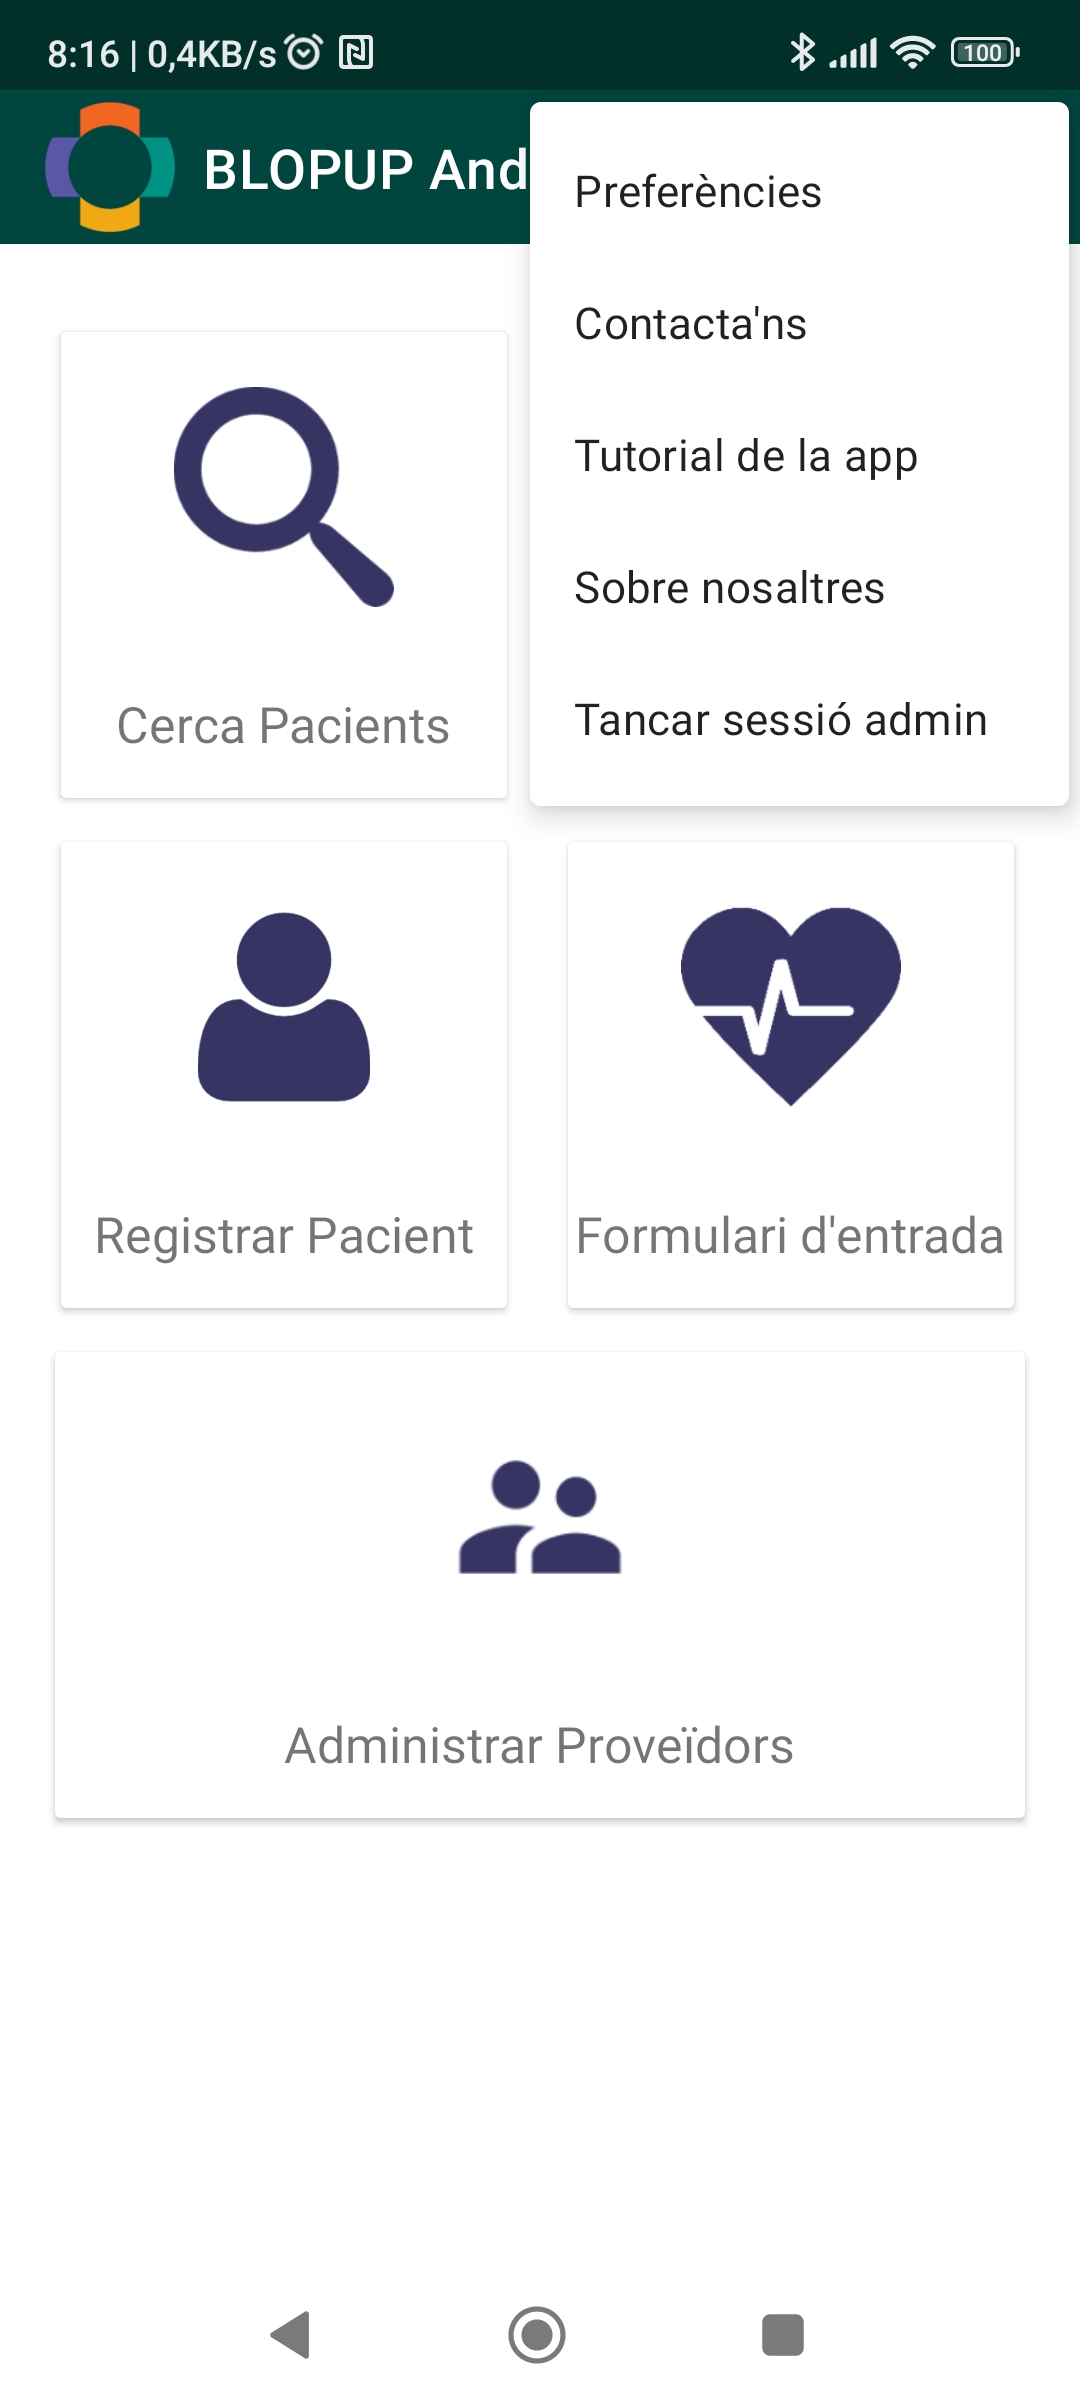 8:16 | 0,4KB/s
100
BLOPUP And
Preferències
Contacta'ns
Tutorial de la app
Sobre nosaltres
Tancar sessió admin
Cerca Pacients
Registrar Pacient
Formulari d'entrada
Administrar Proveïdors